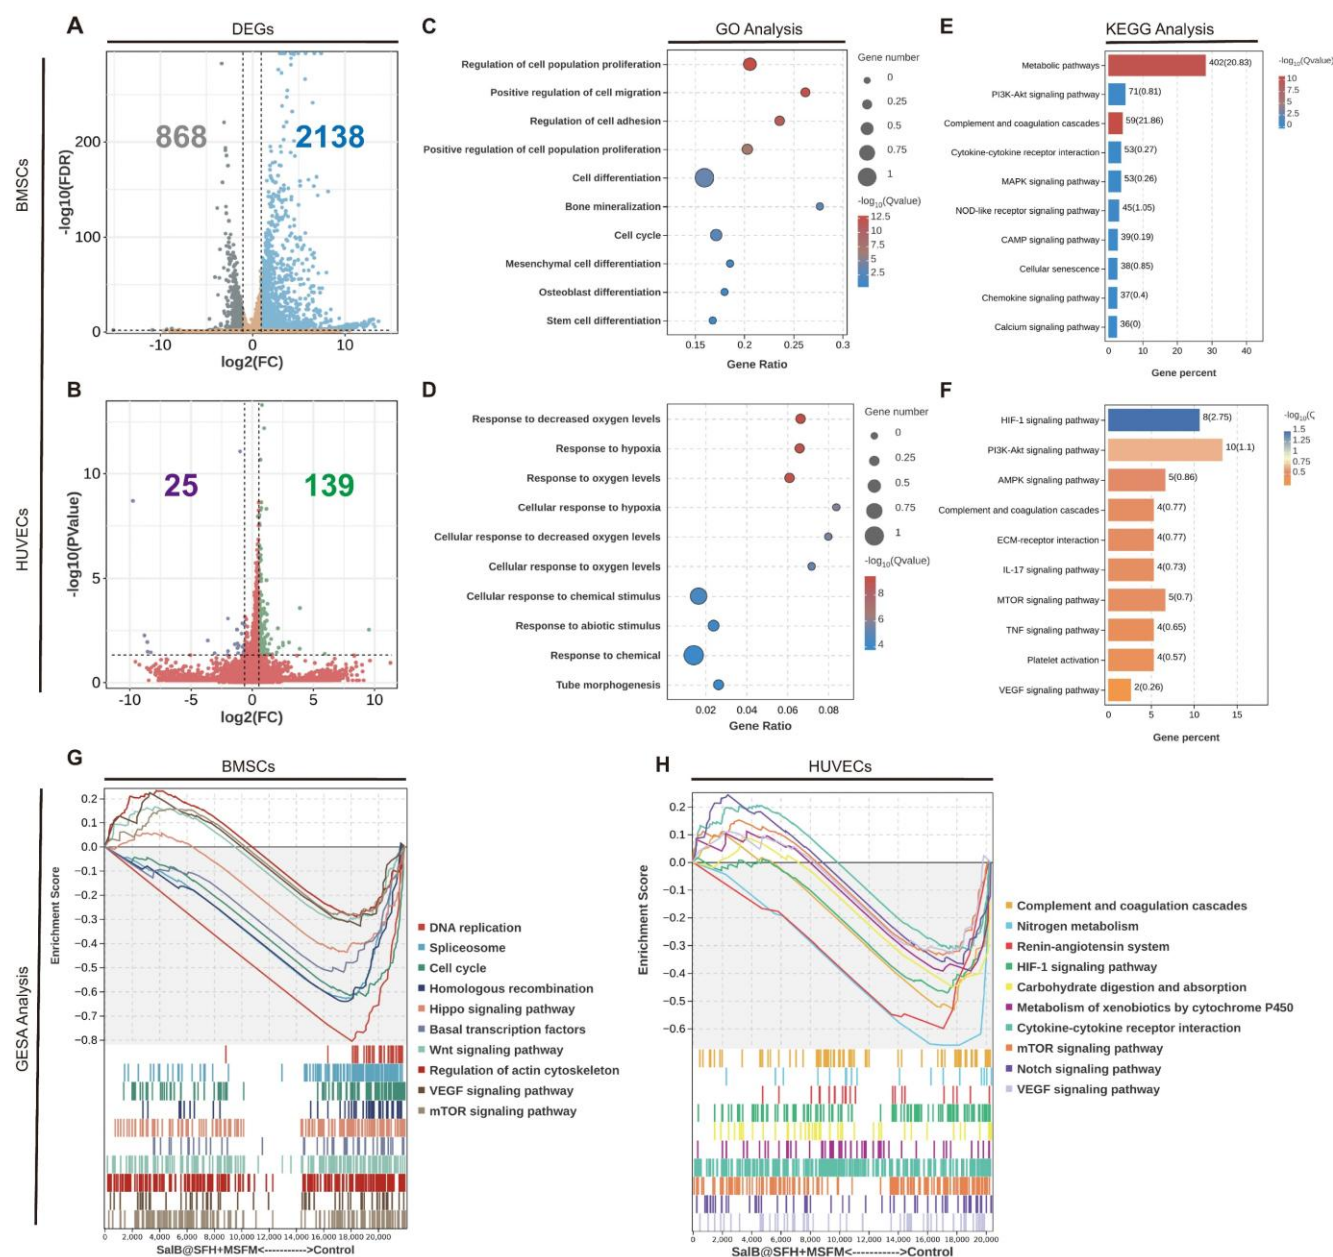 A
DEGs
BMSCs
-log10(FDR)
868
2138
200
100
0
-10
0
10
log2(FC)
B
HUVECs
-log10(PValue)
25
139
10
5
0
-10
-5
0
5
10
log2(FC)
C
GO Analysis
Regulation of cell population proliferation
Positive regulation of cell migration
Regulation of cell adhesion
Positive regulation of cell population proliferation
Cell differentiation
Bone mineralization
Cell cycle
Mesenchymal cell differentiation
Osteoblast differentiation
Stem cell differentiation
0.15
0.2
0.25
0.3
Gene Ratio
Gene number
0
0.25
0.5
0.75
1
-log10(Qvalue)
12.5
10
7.5
5
2.5
D
Response to decreased oxygen levels
Response to hypoxia
Response to oxygen levels
Cellular response to hypoxia
Cellular response to decreased oxygen levels
Cellular response to oxygen levels
Cellular response to chemical stimulus
Response to abiotic stimulus
Response to chemical
Tube morphogenesis
0.02
0.04
0.06
0.08
Gene Ratio
Gene number
0
0.25
0.5
0.75
1
-log10(Qvalue)
8
6
4
E
KEGG Analysis
Metabolic pathways
402(20.83)
PI3K-Akt signaling pathway
71(0.81)
Complement and coagulation cascades
59(21.86)
Cytokine-cytokine receptor interaction
53(0.27)
MAPK signaling pathway
53(0.26)
NOD-like receptor signaling pathway
45(1.05)
CAMP signaling pathway
39(0.19)
Cellular senescence
38(0.85)
Chemokine signaling pathway
37(0.4)
Calcium signaling pathway
36(0)
0
10
20
30
40
Gene percent
-log10(Qvalue)
10
7.5
5
2.5
0
F
HIF-1 signaling pathway
8(2.75)
PI3K-Akt signaling pathway
10(1.1)
AMPK signaling pathway
5(0.86)
Complement and coagulation cascades
4(0.77)
ECM-receptor interaction
4(0.77)
IL-17 signaling pathway
4(0.73)
MTOR signaling pathway
5(0.7)
TNF signaling pathway
4(0.65)
Platelet activation
4(0.57)
VEGF signaling pathway
2(0.26)
0
5
10
15
Gene percent
-log10(
1.5
1.25
1
0.75
0.5
G
BMSCs
GESA Analysis
Enrichment Score
0.2
0.1
0.0
−0.1
−0.2
−0.3
−0.4
−0.5
−0.6
−0.7
−0.8
DNA replication
Spliceosome
Cell cycle
Homologous recombination
Hippo signaling pathway
Basal transcription factors
Wnt signaling pathway
Regulation of actin cytoskeleton
VEGF signaling pathway
mTOR signaling pathway
0
2,000
4,000
6,000
8,000
10,000
12,000
14,000
16,000
18,000
20,000
SalB@SFH+MSFM<----------->Control
H
HUVECs
Enrichment Score
0.2
0.1
0.0
−0.1
−0.2
−0.3
−0.4
−0.5
−0.6
Complement and coagulation cascades
Nitrogen metabolism
Renin-angiotensin system
HIF-1 signaling pathway
Carbohydrate digestion and absorption
Metabolism of xenobiotics by cytochrome P450
Cytokine-cytokine receptor interaction
mTOR signaling pathway
Notch signaling pathway
VEGF signaling pathway
0
2,000
4,000
6,000
8,000
10,000
12,000
14,000
16,000
18,000
20,000
SalB@SFH+MSFM<----------->Control